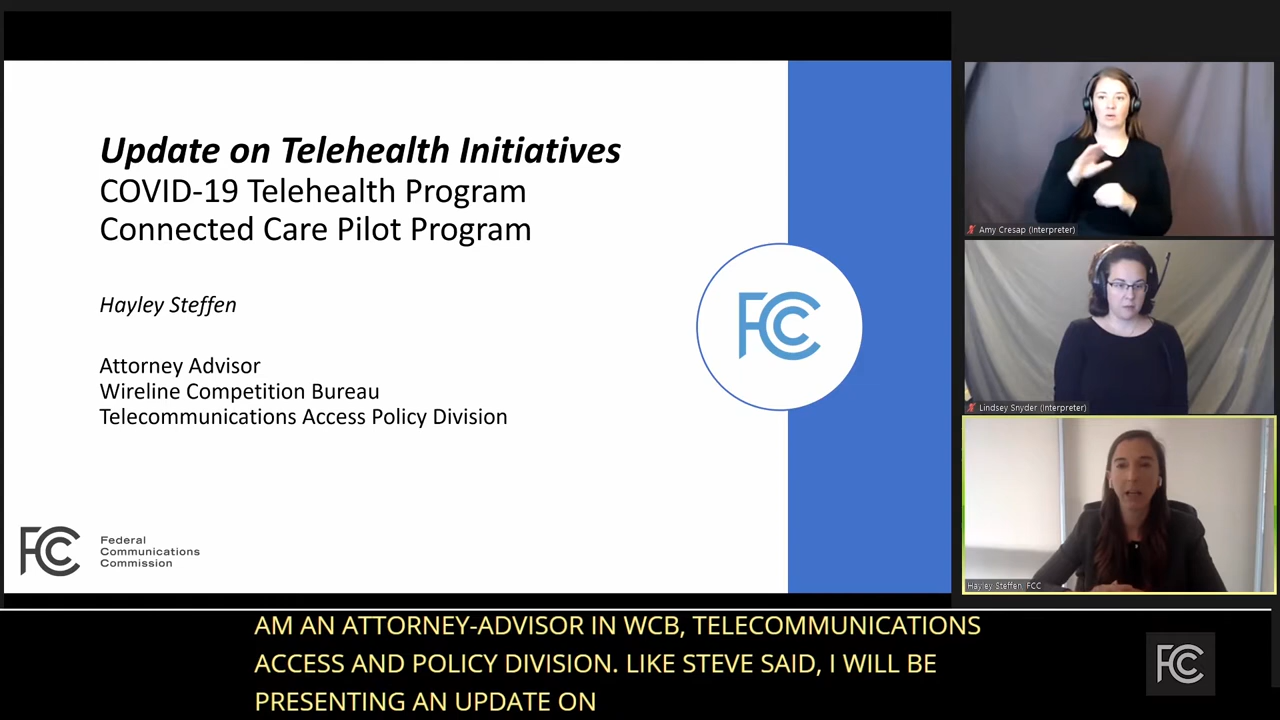 Update on Telehealth Initiatives
COVID-19 Telehealth Program
Connected Care Pilot Program
Hayley Steffen
Attorney Advisor
Wireline Competition Bureau
Telecommunications Access Policy Division
FCC
FCC
Federal
Communications
Commission
Amy Cresap (Interpreter)
Lindsey Snyder (Interpreter)
Hayley Steffen, FCC
AM AN ATTORNEY-ADVISOR IN WCB, TELECOMMUNICATIONS
ACCESS AND POLICY DIVISION. LIKE STEVE SAID, I WILL BE
PRESENTING AN UPDATE ON
FCC